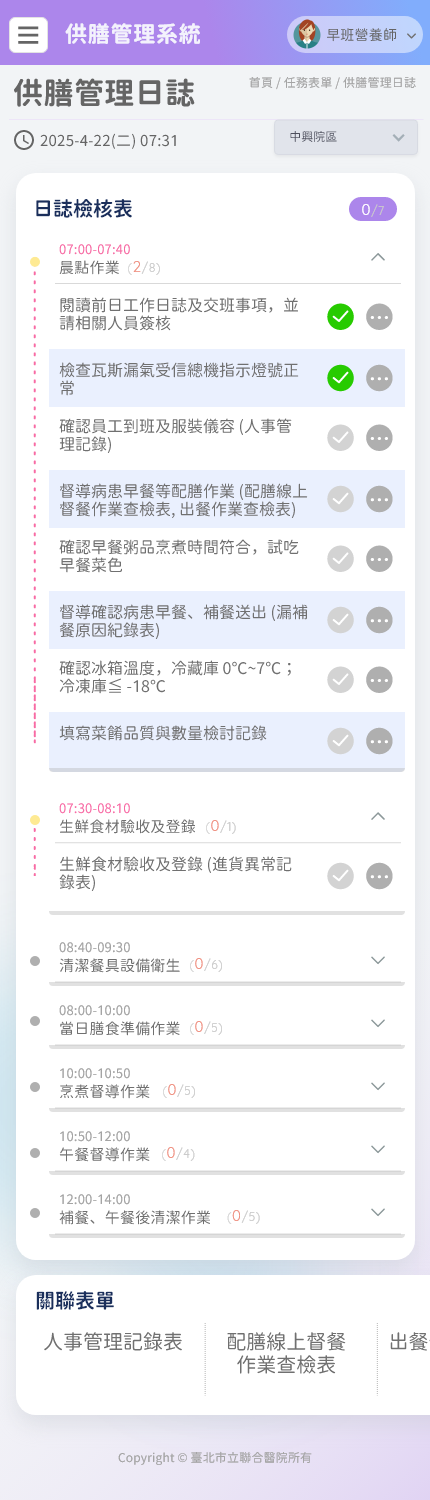 供膳管理系統
早班營養師
供膳管理日誌
首頁 / 任務表單 / 供膳管理日誌
2025-4-22(二) 07:31
中興院區
日誌檢核表
0/7
07:00-07:40
晨點作業 (2/8)
閱讀前日工作日誌及交班事項，並
請相關人員簽核
檢查瓦斯漏氣受信總機指示燈號正
常
確認員工到班及服裝儀容 (人事管
理記錄)
督導病患早餐等配膳作業 (配膳線上
督餐作業查檢表, 出餐作業查檢表)
確認早餐粥品烹煮時間符合，試吃
早餐菜色
督導確認病患早餐、補餐送出 (漏補
餐原因紀錄表)
確認冰箱溫度，冷藏庫 0℃~7℃；
冷凍庫≦ -18℃
填寫菜餚品質與數量檢討記錄
07:30-08:10
生鮮食材驗收及登錄 (0/1)
生鮮食材驗收及登錄 (進貨異常記
錄表)
08:40-09:30
清潔餐具設備衛生 (0/6)
08:00-10:00
當日膳食準備作業 (0/5)
10:00-10:50
烹煮督導作業 (0/5)
10:50-12:00
午餐督導作業 (0/4)
12:00-14:00
補餐、午餐後清潔作業 (0/5)
關聯表單
人事管理記錄表
配膳線上督餐
作業查檢表
出餐
Copyright © 臺北市立聯合醫院所有